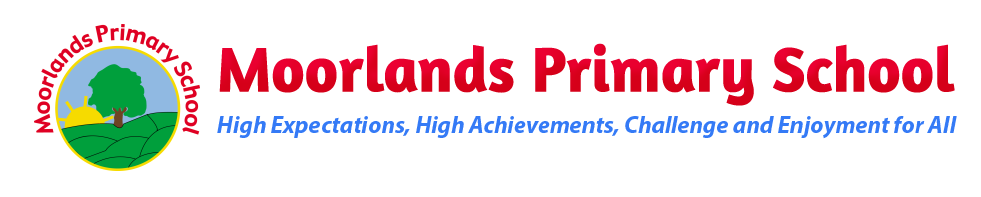 Moorlands Primary School
Moorlands Primary School
High Expectations, High Achievements, Challenge and Enjoyment for All